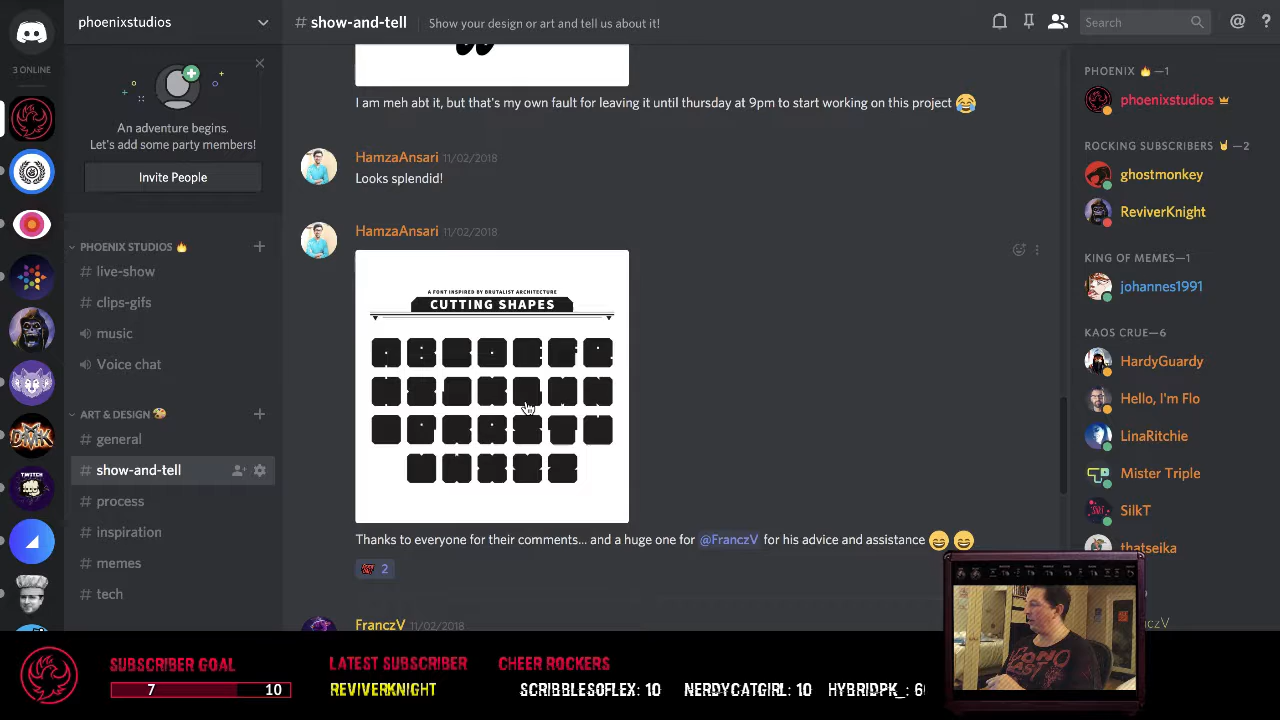 phoenixstudios
# show-and-tell
Show your design or art and tell us about it!
Search
@
?
3 ONLINE
An adventure begins.
Let's add some party members!
Invite People
PHOENIX STUDIOS 🔥
# live-show
# clips-gifs
music
Voice chat
ART & DESIGN 🎨
# general
# show-and-tell
# process
# inspiration
# memes
# tech
I am meh abt it, but that's my own fault for leaving it until thursday at 9pm to start working on this project 😂
HamzaAnsari 11/02/2018
Looks splendid!
HamzaAnsari 11/02/2018
A FONT INSPIRED BY BRUTALIST ARCHITECTURE
CUTTING SHAPES
Thanks to everyone for their comments... and a huge one for @FranczV for his advice and assistance 😄 😄
2
FranczV 11/02/2018
PHOENIX 🔥—1
phoenixstudios
ROCKING SUBSCRIBERS 🤘—2
ghostmonkey
ReviverKnight
KING OF MEMES—1
johannes1991
KAOS CRUE—6
HardyGuardy
Hello, I'm Flo
LinaRitchie
Mister Triple
SilkT
thatseika
DMK
TWITCH
SUBSCRIBER GOAL
7 10
LATEST SUBSCRIBER
REVIVERKNIGHT
CHEER ROCKERS
SCRIBBLESOFLEX: 10 NERDYCATGIRL: 10 HYBRIDPK_: 6